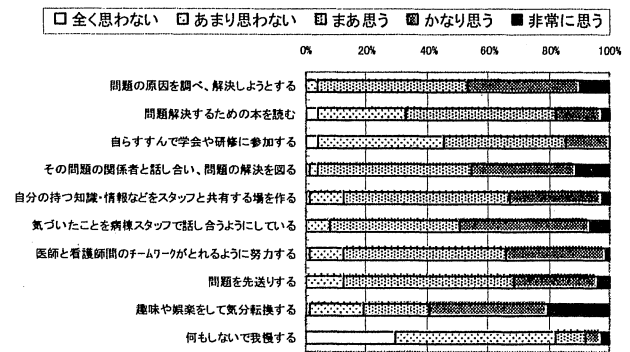 全く思わない あまり思わない まあ思う かなり思う 非常に思う
0% 20% 40% 60% 80% 100%
問題の原因を調べ、解決しようとする
問題解決するための本を読む
自らすすんで学会や研修に参加する
その問題の関係者と話し合い、問題の解決を図る
自分の持つ知識・情報などをスタッフと共有する場を作る
気づいたことを病棟スタッフで話し合うようにしている
医師と看護師間のチームワークがとれるように努力する
問題を先送りする
趣味や娯楽をして気分転換する
何もしないで我慢する